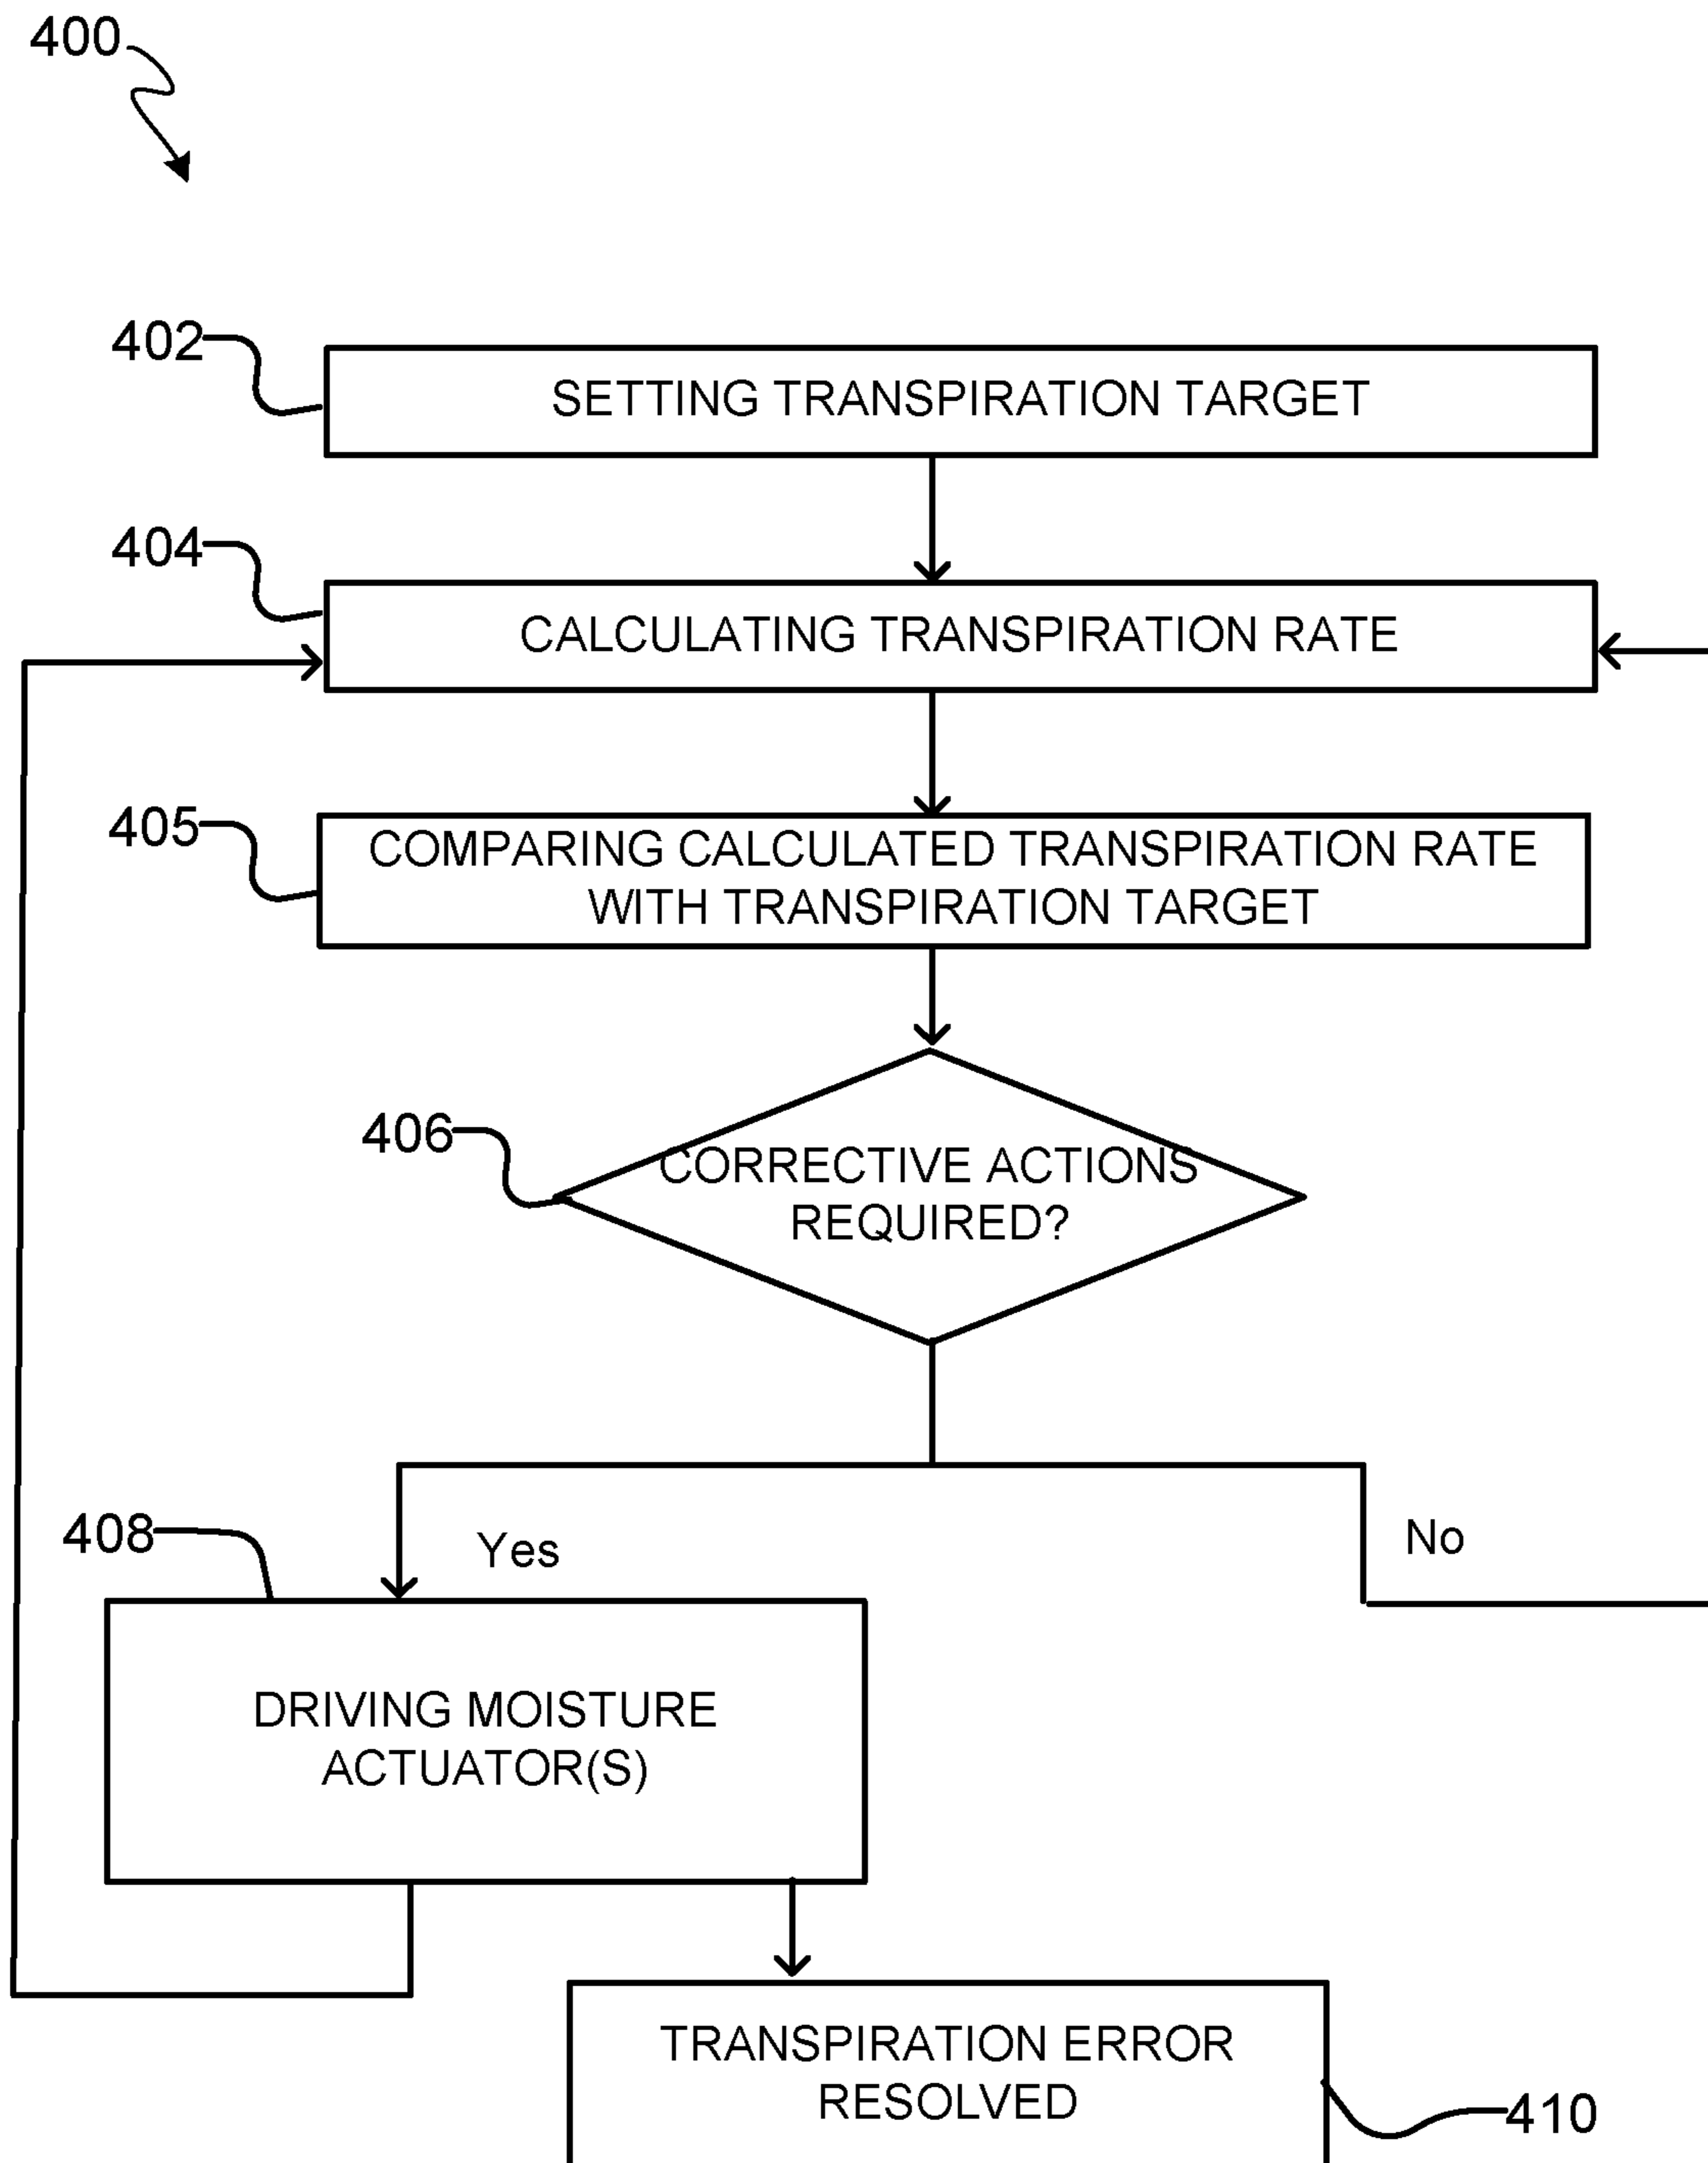 400
402
SETTING TRANSPIRATION TARGET
404
CALCULATING TRANSPIRATION RATE
405
COMPARING CALCULATED TRANSPIRATION RATE
WITH TRANSPIRATION TARGET
406
CORRECTIVE ACTIONS
REQUIRED?
408
Yes
No
DRIVING MOISTURE
ACTUATOR(S)
TRANSPIRATION ERROR
RESOLVED
410